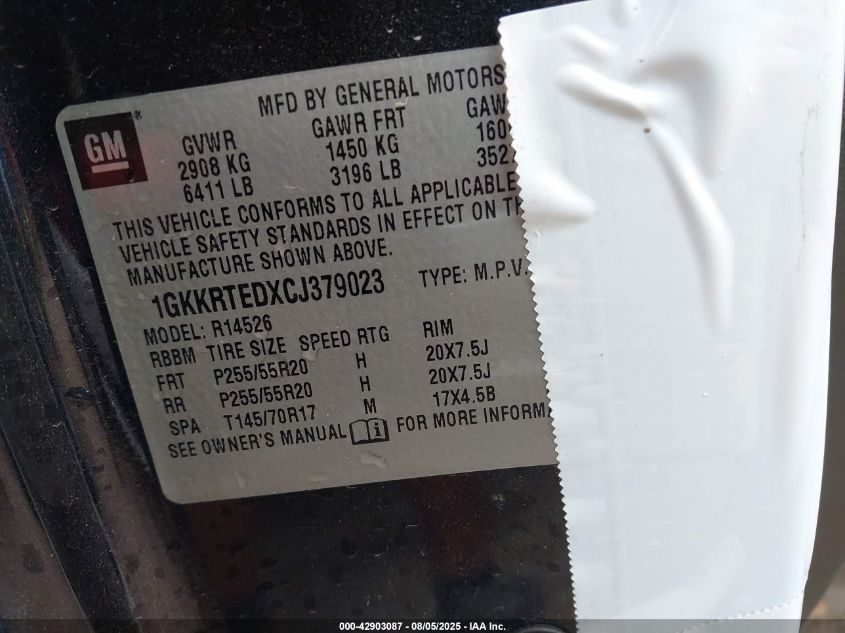 MFD BY GENERAL MOTORS
GM
GVWR GAWR FRT GAW
2908 KG 1450 KG 160
6411 LB 3196 LB 352
THIS VEHICLE CONFORMS TO ALL APPLICABLE
VEHICLE SAFETY STANDARDS IN EFFECT ON
MANUFACTURE SHOWN ABOVE.
1GKKRTEDXCJ379023 TYPE: M.P.V.
MODEL: R14526
RBBM TIRE SIZE SPEED RTG RIM
FRT P255/55R20 H 20X7.5J
RR P255/55R20 H 20X7.5J
SPA T145/70R17 M 17X4.5B
SEE OWNER'S MANUAL FOR MORE INFORM
000-42903087 - 08/05/2025 - IAA Inc.